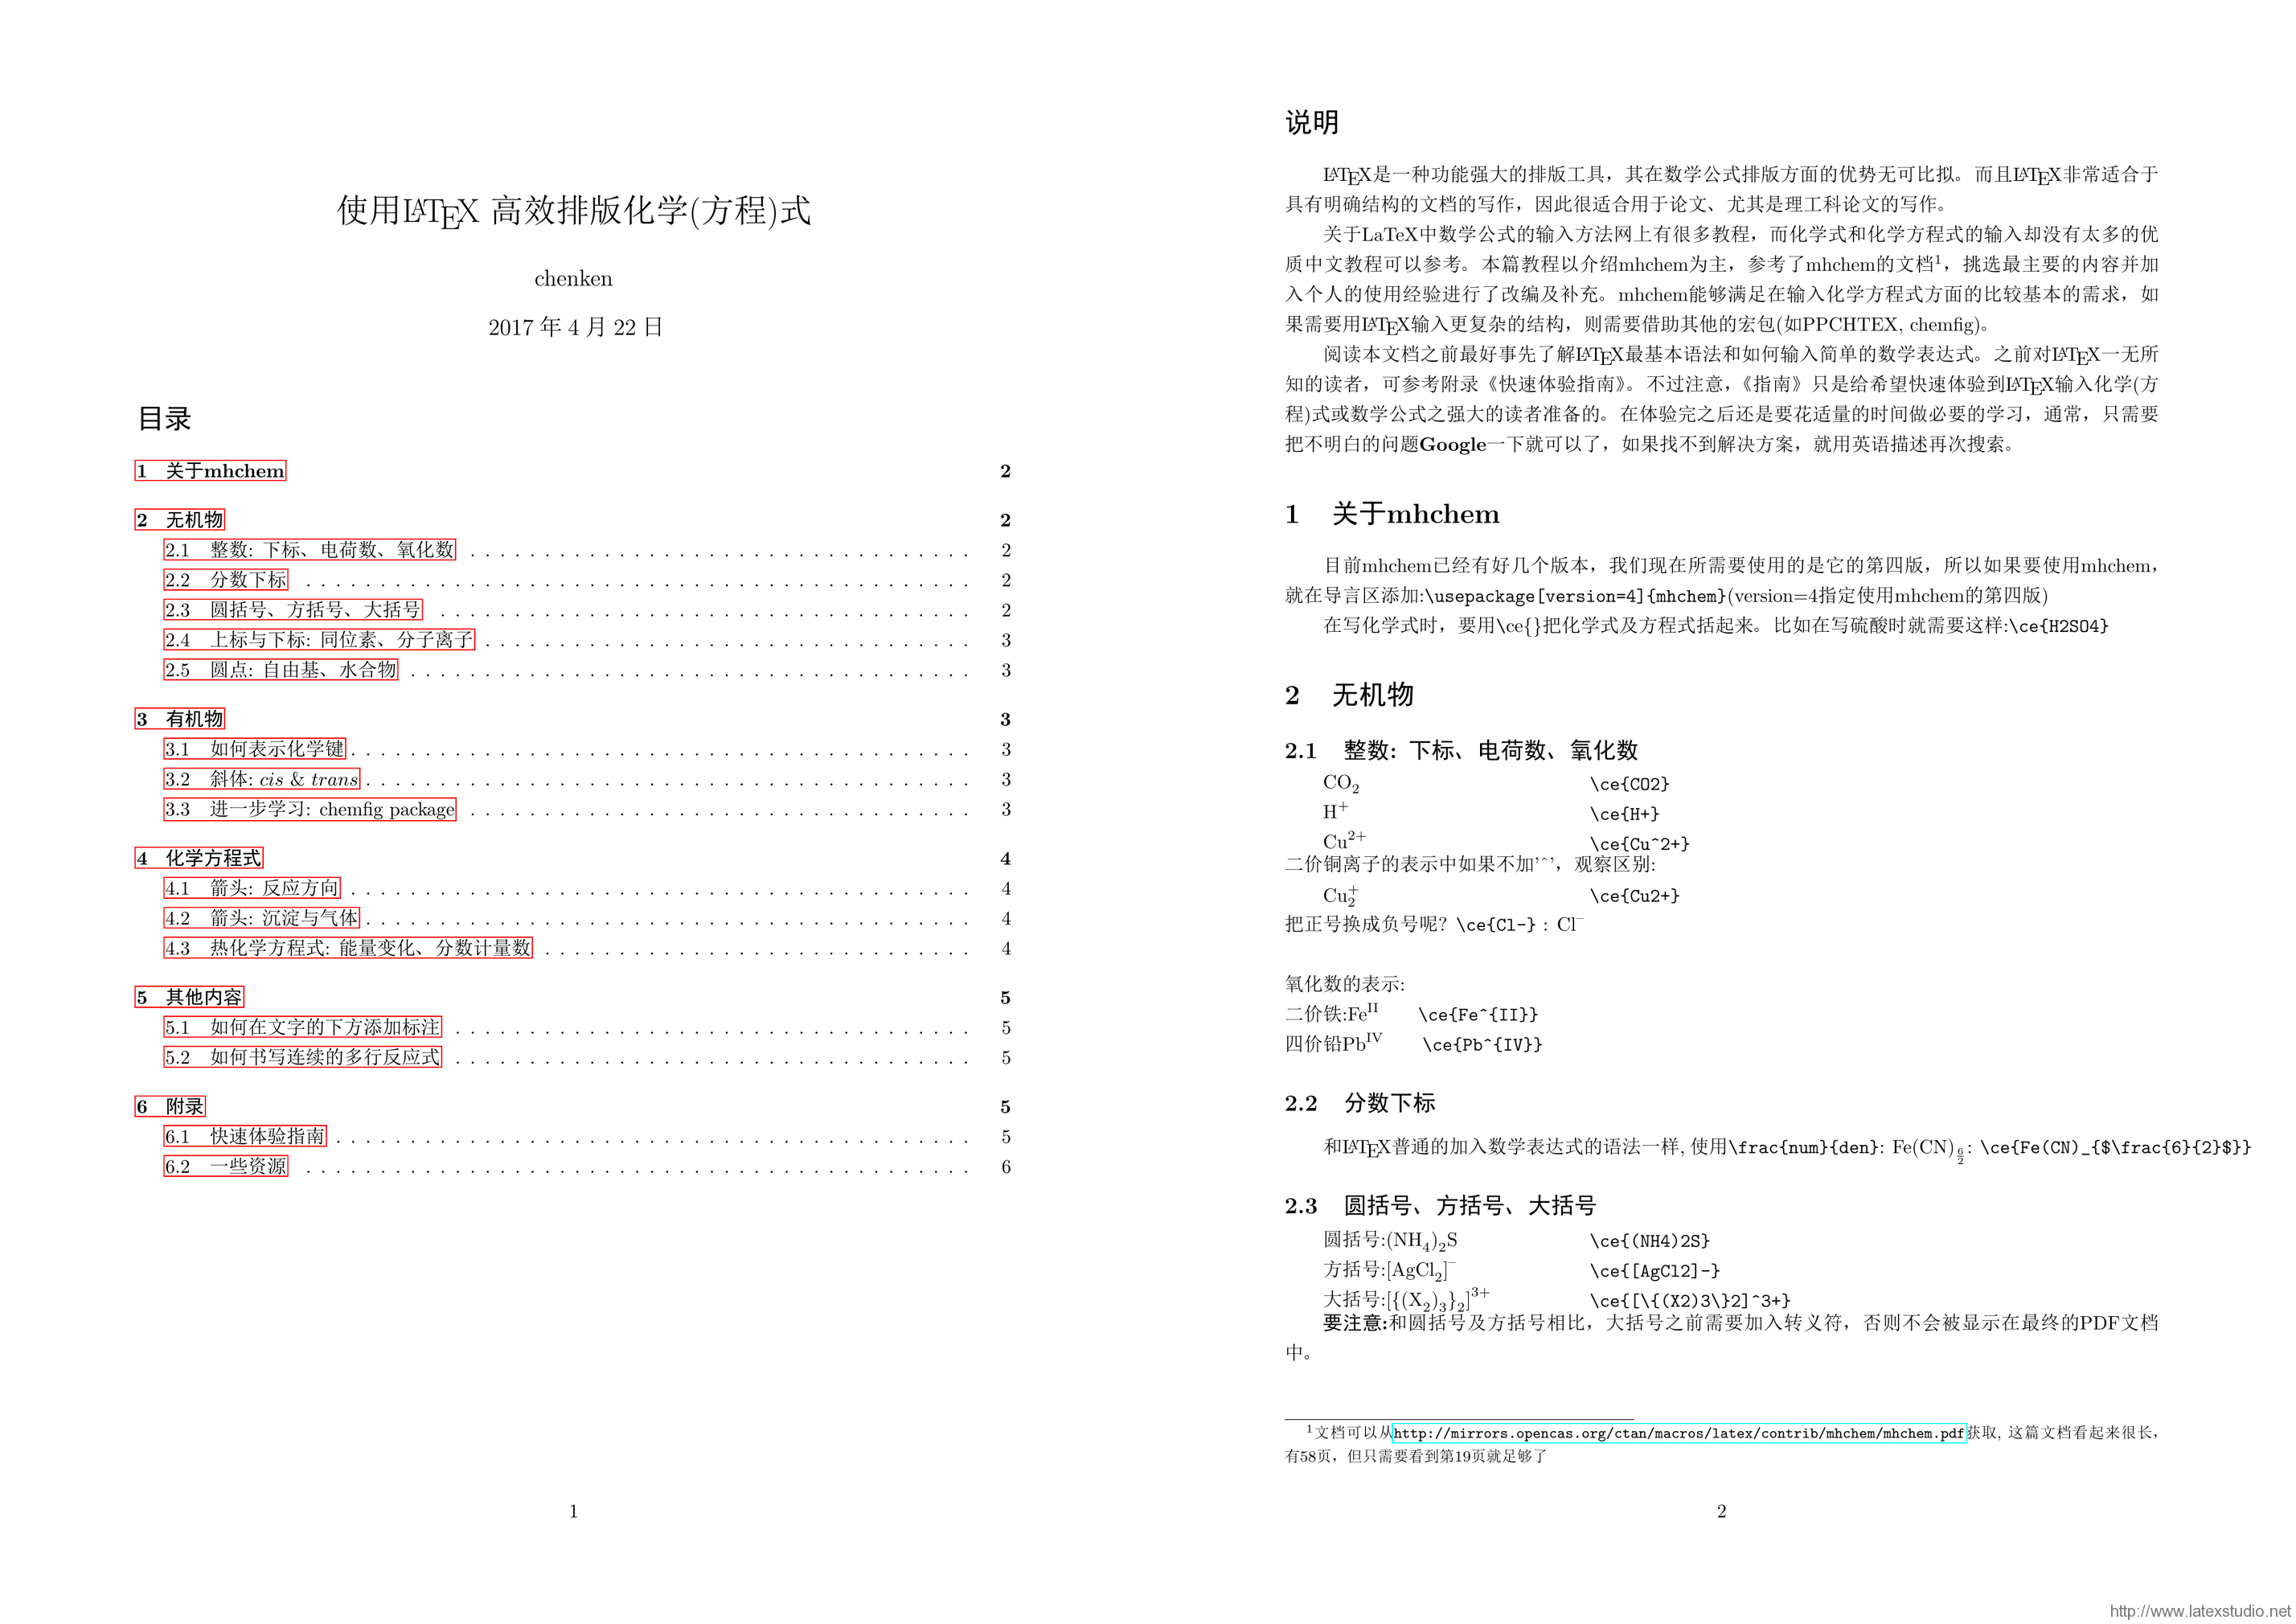 使用LATEX 高效排版化学(方程)式
chenken
2017 年 4 月 22 日
目录
1 关于mhchem 2
2 无机物 2
2.1 整数: 下标、电荷数、氧化数 . . . . . . . . . . . . . . . . . . . . . . . . . . . . . . . . . . 2
2.2 分数下标 . . . . . . . . . . . . . . . . . . . . . . . . . . . . . . . . . . . . . . . . . . . . . 2
2.3 圆括号、方括号、大括号 . . . . . . . . . . . . . . . . . . . . . . . . . . . . . . . . . . . . 2
2.4 上标与下标: 同位素、分子离子 . . . . . . . . . . . . . . . . . . . . . . . . . . . . . . . . . 3
2.5 圆点: 自由基、水合物 . . . . . . . . . . . . . . . . . . . . . . . . . . . . . . . . . . . . . . 3
3 有机物 3
3.1 如何表示化学键 . . . . . . . . . . . . . . . . . . . . . . . . . . . . . . . . . . . . . . . . . . 3
3.2 斜体: cis & trans . . . . . . . . . . . . . . . . . . . . . . . . . . . . . . . . . . . . . . . . . 3
3.3 进一步学习: chemfig package . . . . . . . . . . . . . . . . . . . . . . . . . . . . . . . . . . 3
4 化学方程式 4
4.1 箭头: 反应方向 . . . . . . . . . . . . . . . . . . . . . . . . . . . . . . . . . . . . . . . . . . 4
4.2 箭头: 沉淀与气体 . . . . . . . . . . . . . . . . . . . . . . . . . . . . . . . . . . . . . . . . . 4
4.3 热化学方程式: 能量变化、分数计量数 . . . . . . . . . . . . . . . . . . . . . . . . . . . . . 4
5 其他内容 5
5.1 如何在文字的下方添加标注 . . . . . . . . . . . . . . . . . . . . . . . . . . . . . . . . . . . 5
5.2 如何书写连续的多行反应式 . . . . . . . . . . . . . . . . . . . . . . . . . . . . . . . . . . . 5
6 附录 5
6.1 快速体验指南 . . . . . . . . . . . . . . . . . . . . . . . . . . . . . . . . . . . . . . . . . . . 5
6.2 一些资源 . . . . . . . . . . . . . . . . . . . . . . . . . . . . . . . . . . . . . . . . . . . . . 6
1
说明
LATEX是一种功能强大的排版工具，其在数学公式排版方面的优势无可比拟。而且LATEX非常适合于
具有明确结构的文档的写作，因此很适合用于论文、尤其是理工科论文的写作。
关于LaTeX中数学公式的输入方法网上有很多教程，而化学式和化学方程式的输入却没有太多的优
质中文教程可以参考。本篇教程以介绍mhchem为主，参考了mhchem的文档¹，挑选最主要的内容并加
入个人的使用经验进行了改编及补充。mhchem能够满足在输入化学方程式方面的比较基本的需求，如
果需要用LATEX输入更复杂的结构，则需要借助其他的宏包(如PPCHTEX, chemfig)。
阅读本文档之前最好事先了解LATEX最基本语法和如何输入简单的数学表达式。之前对LATEX一无所
知的读者，可参考附录《快速体验指南》。不过注意，《指南》只是给希望快速体验到LATEX输入化学(方
程)式或数学公式之强大的读者准备的。在体验完之后还是要花适量的时间做必要的学习，通常，只需要
把不明白的问题Google一下就可以了，如果找不到解决方案，就用英语描述再次搜索。
1 关于mhchem
目前mhchem已经有好几个版本，我们现在所需要使用的是它的第四版，所以如果要使用mhchem，
就在导言区添加:\usepackage[version=4]{mhchem}(version=4指定使用mhchem的第四版)
在写化学式时，要用\ce{}把化学式及方程式括起来。比如在写硫酸时就需要这样:\ce{H2SO4}
2 无机物
2.1 整数: 下标、电荷数、氧化数
CO₂ \ce{CO2}
H⁺ \ce{H+}
Cu²⁺ \ce{Cu^2+}
二价铜离子的表示中如果不加’^’，观察区别:
Cu₂⁺ \ce{Cu2+}
把正号换成负号呢? \ce{Cl-} : Cl⁻
氧化数的表示:
二价铁:Feᴵᴵ \ce{Fe^{II}}
四价铅Pbᴵⱽ \ce{Pb^{IV}}
2.2 分数下标
和LATEX普通的加入数学表达式的语法一样, 使用\frac{num}{den}: Fe(CN)6/2: \ce{Fe(CN)_{$\frac{6}{2}$}}
2.3 圆括号、方括号、大括号
圆括号:(NH₄)₂S \ce{(NH4)2S}
方括号:[AgCl₂]⁻ \ce{[AgCl2]-}
大括号:[{(X₂)₃}₂]³⁺ \ce{[\{(X2)3\}2]^3+}
要注意:和圆括号及方括号相比，大括号之前需要加入转义符，否则不会被显示在最终的PDF文档
中。
¹文档可以从http://mirrors.opencas.org/ctan/macros/latex/contrib/mhchem/mhchem.pdf获取, 这篇文档看起来很长，
有58页，但只需要看到第19页就足够了
2
http://www.latexstudio.net